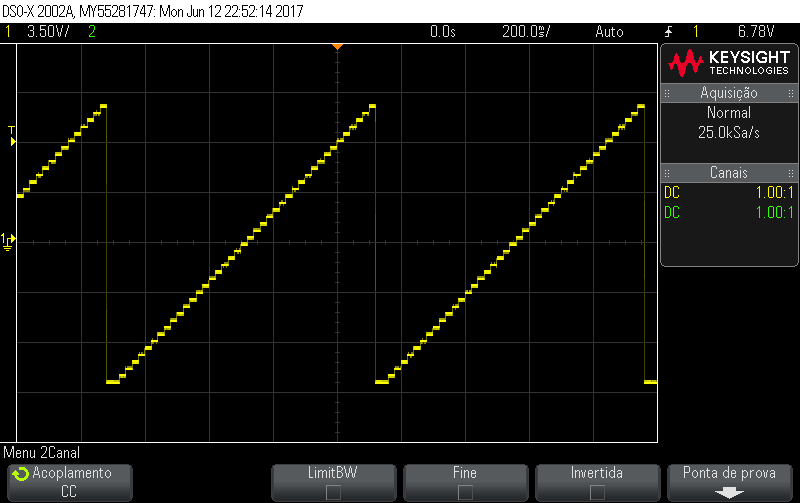 DSO-X 2002A, MY55281747: Mon Jun 12 22:52:14 2017
1 3.50V/ 2 0.0s 200.0ms/ Auto 1 6.78V
KEYSIGHT
TECHNOLOGIES
Aquisição
Normal
25.0kSa/s
Canais
DC 1.00:1
DC 1.00:1
T
1
Menu 2Canal
Acoplamento
CC
LimitBW
Fine
Invertida
Ponta de prova